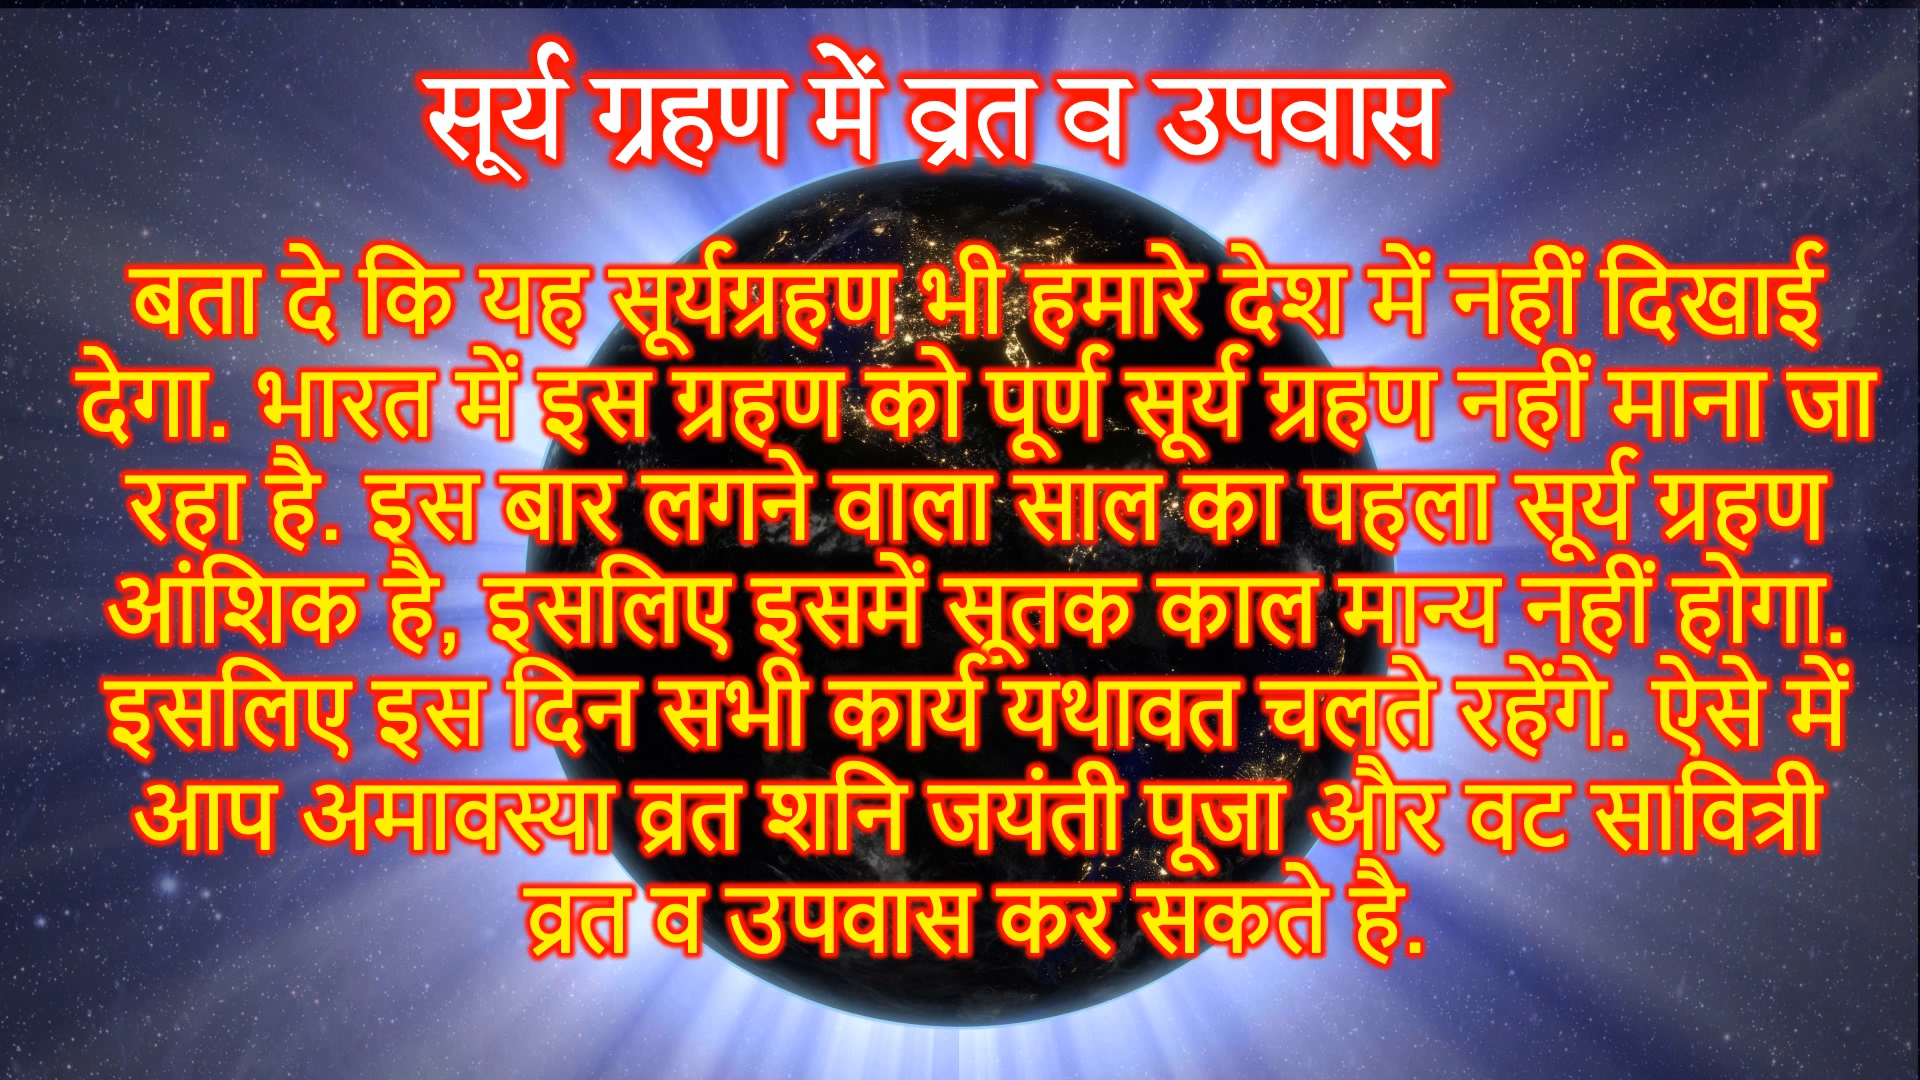 सूर्य ग्रहण में व्रत व उपवास
बता दे कि यह सूर्यग्रहण भी हमारे देश में नहीं दिखाई
देगा. भारत में इस ग्रहण को पूर्ण सूर्य ग्रहण नहीं माना जा
रहा है. इस बार लगने वाला साल का पहला सूर्य ग्रहण
आंशिक है, इसलिए इसमें सूतक काल मान्य नहीं होगा.
इसलिए इस दिन सभी कार्य यथावत चलते रहेंगे. ऐसे में
आप अमावस्या व्रत शनि जयंती पूजा और वट सावित्री
व्रत व उपवास कर सकते है.